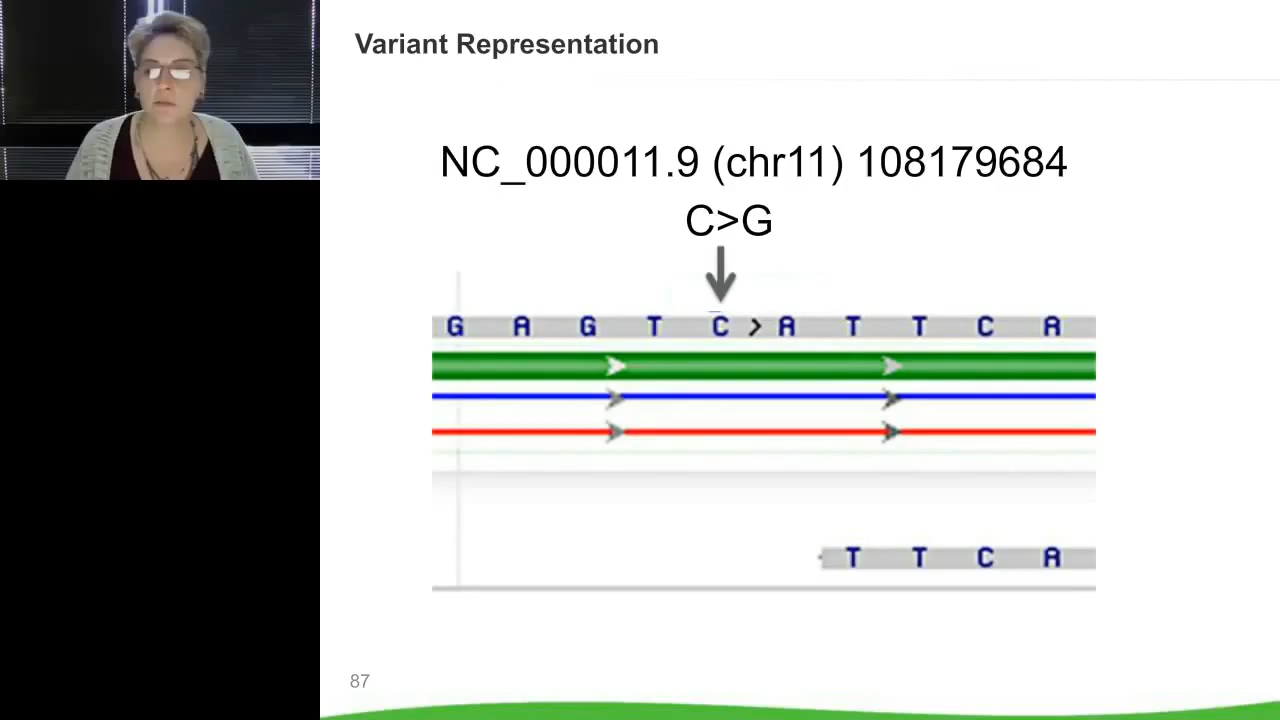 Variant Representation
NC_000011.9 (chr11) 108179684
C>G
G A G T C > A T T C A
T T C A
87